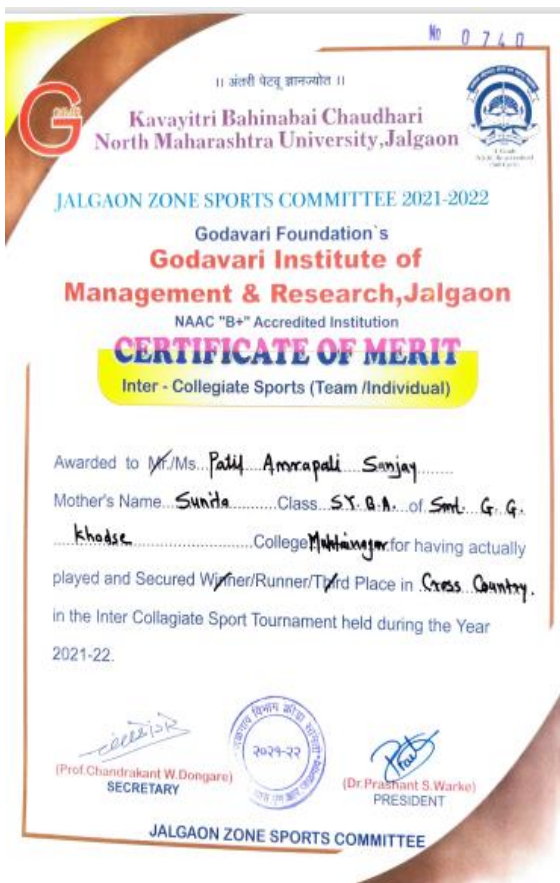 No 0740
।। अंतरी पेटवू ज्ञानज्योत ।।
G
Kavayitri Bahinabai Chaudhari
North Maharashtra University,Jalgaon
JALGAON ZONE SPORTS COMMITTEE 2021-2022
Godavari Foundation`s
Godavari Institute of
Management & Research,Jalgaon
NAAC "B+" Accredited Institution
CERTIFICATE OF MERIT
Inter - Collegiate Sports (Team /Individual)
Awarded to Mr./Ms...Patil Amrapali Sanjay
Mother's Name...Sunita...Class...S.Y.B.A...of Smt. G. G.
Khadse...College Muktainagar for having actually
played and Secured Winner/Runner/Third Place in .Cross Country.
in the Inter Collagiate Sport Tournament held during the Year
2021-22.
२०२१-२२
(Prof.Chandrakant W.Dongare)
SECRETARY
(Dr.Prashant S.Warke)
PRESIDENT
JALGAON ZONE SPORTS COMMITTEE